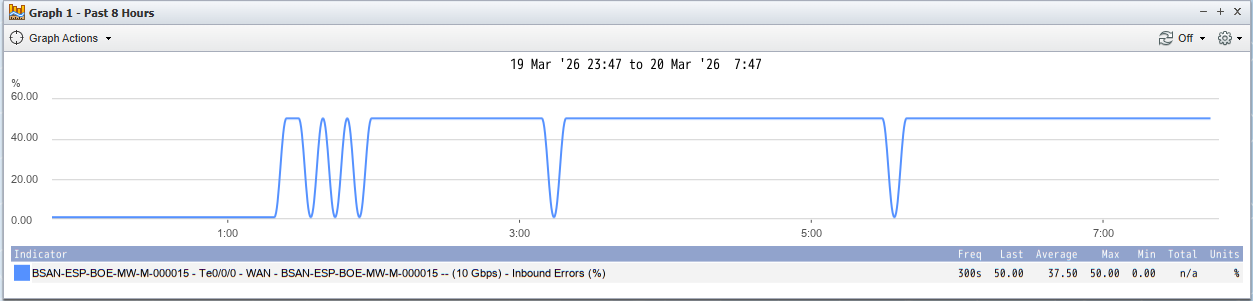 Graph 1 - Past 8 Hours
Graph Actions Off
19 Mar '26 23:47 to 20 Mar '26 7:47
%
60.00
40.00
20.00
0.00
1:00 3:00 5:00 7:00
Indicator Freq Last Average Max Min Total Units
BSAN-ESP-BOE-MW-M-000015 - Te0/0/0 - WAN - BSAN-ESP-BOE-MW-M-000015 -- (10 Gbps) - Inbound Errors (%) 300s 50.00 37.50 50.00 0.00 n/a %